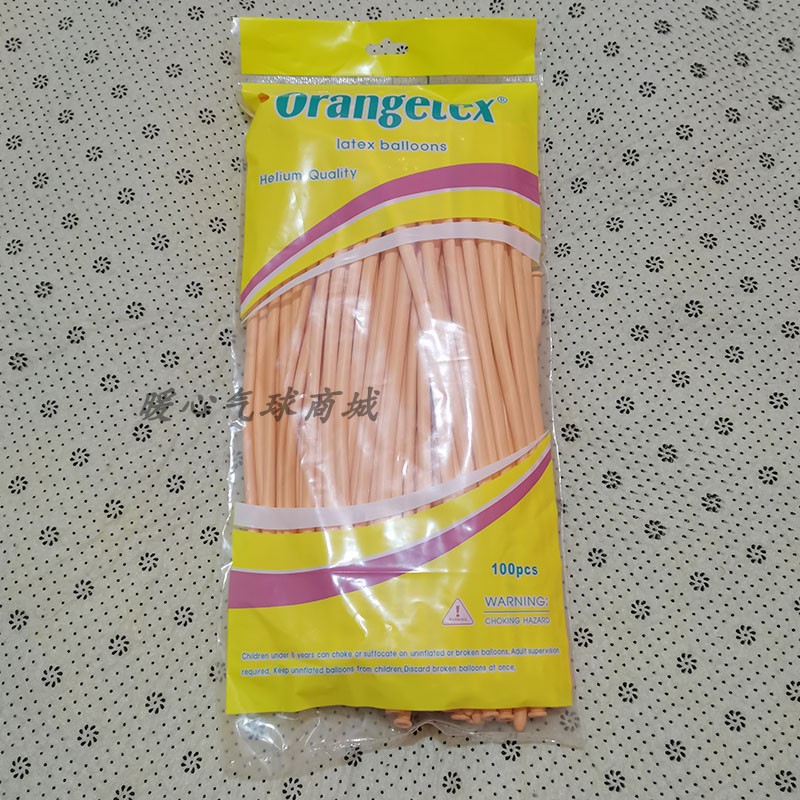 Orangetex®
latex balloons
Helium Quality
暖心气球商城
100pcs
WARNING:
CHOKING HAZARD
Children under 8 years can choke or suffocate on uninflated or broken balloons. Adult supervision
required. Keep uninflated balloons from children. Discard broken balloons at once.